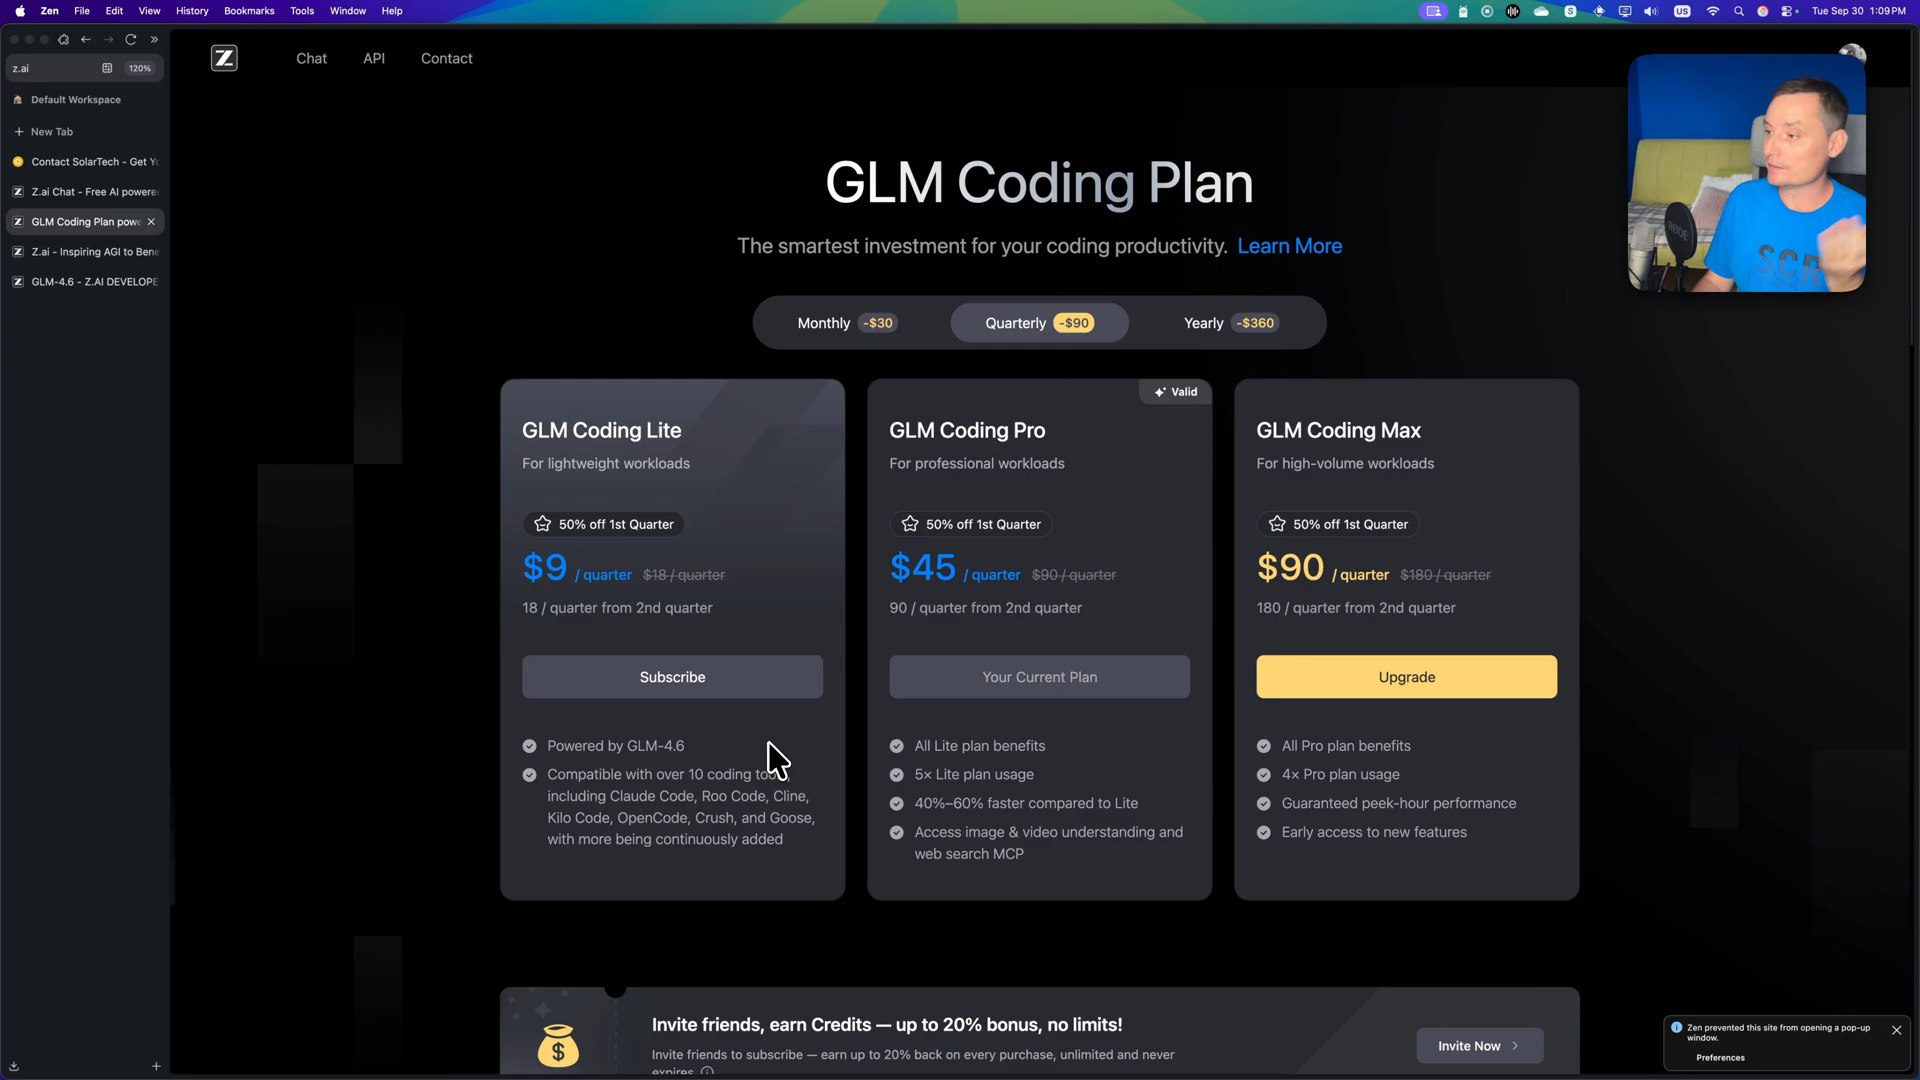 Zen File Edit View History Bookmarks Tools Window Help
US Tue Sep 30 1:09PM
z.ai 120%
Default Workspace
New Tab
Contact SolarTech - Get Yo
Z.ai Chat - Free AI powere
GLM Coding Plan powe
Z.ai - Inspiring AGI to Bene
GLM-4.6 - Z.AI DEVELOPE
Z Chat API Contact
GLM Coding Plan
The smartest investment for your coding productivity. Learn More
Monthly -$30 Quarterly -$90 Yearly -$360
GLM Coding Lite
For lightweight workloads
50% off 1st Quarter
$9 / quarter $18 / quarter
18 / quarter from 2nd quarter
Subscribe
Powered by GLM-4.6
Compatible with over 10 coding
including Claude Code, Roo Code, Cline,
Kilo Code, OpenCode, Crush, and Goose,
with more being continuously added
Valid
GLM Coding Pro
For professional workloads
50% off 1st Quarter
$45 / quarter $90 / quarter
90 / quarter from 2nd quarter
Your Current Plan
All Lite plan benefits
5× Lite plan usage
40%–60% faster compared to Lite
Access image & video understanding and
web search MCP
GLM Coding Max
For high-volume workloads
50% off 1st Quarter
$90 / quarter $180 / quarter
180 / quarter from 2nd quarter
Upgrade
All Pro plan benefits
4× Pro plan usage
Guaranteed peek-hour performance
Early access to new features
Invite friends, earn Credits — up to 20% bonus, no limits!
Invite friends to subscribe — earn up to 20% back on every purchase, unlimited and never
expires
Invite Now
Zen prevented this site from opening a pop-up
window.
Preferences
RØDE
SCR